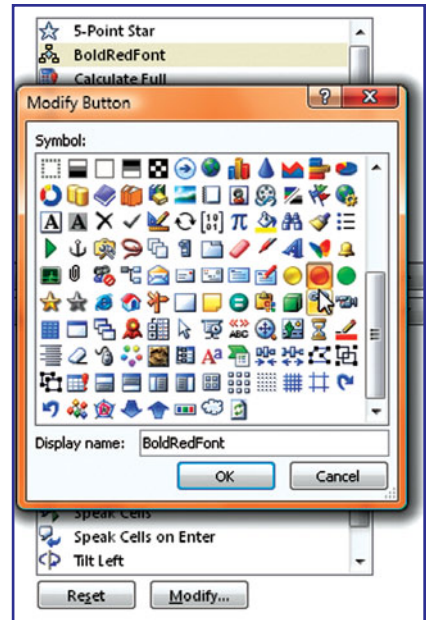 5-Point Star
BoldRedFont
Calculate Full
Modify Button
Symbol:
Display name: BoldRedFont
OK Cancel
Speak Cells
Speak Cells on Enter
Tilt Left
Reset Modify...